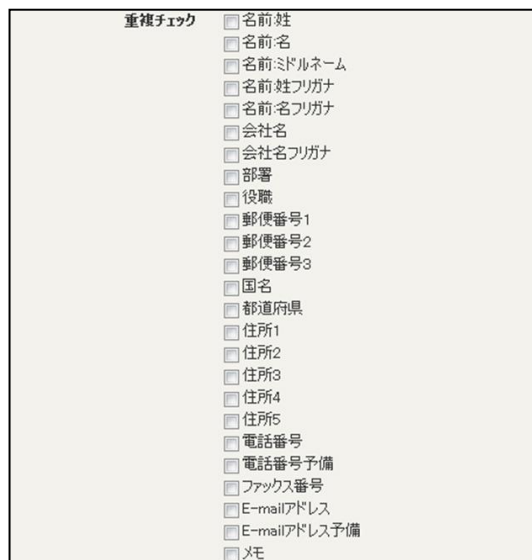 重複チェック 名前:姓
名前:名
名前:ミドルネーム
名前:姓フリガナ
名前:名フリガナ
会社名
会社名フリガナ
部署
役職
郵便番号1
郵便番号2
郵便番号3
国名
都道府県
住所1
住所2
住所3
住所4
住所5
電話番号
電話番号予備
ファックス番号
E-mailアドレス
E-mailアドレス予備
メモ